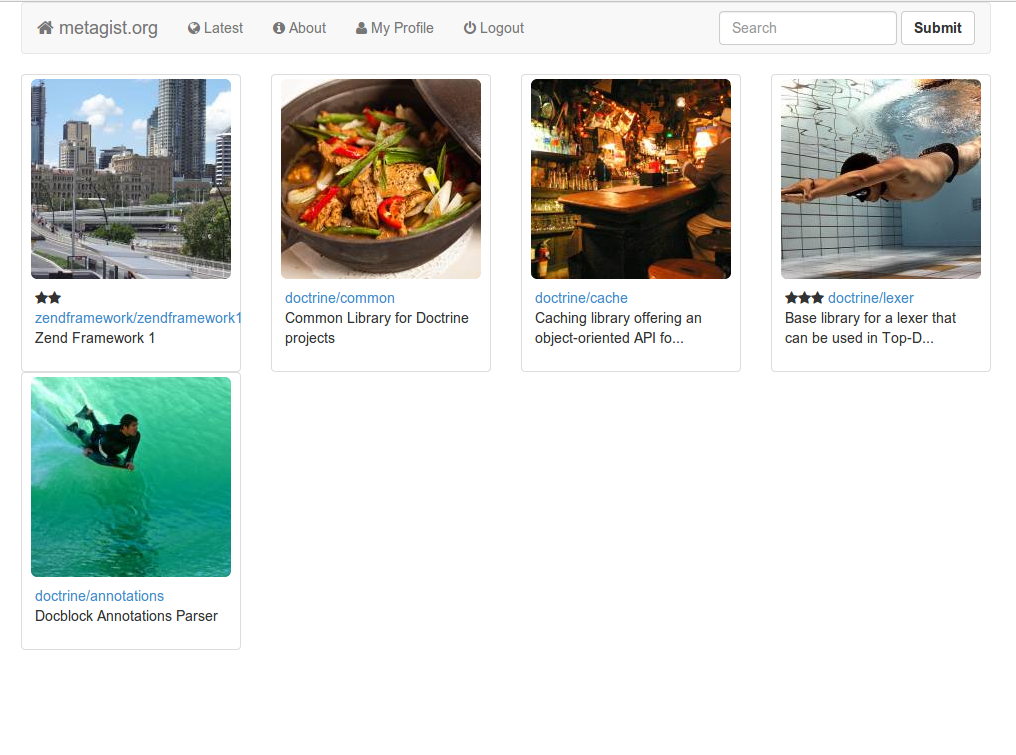 metagist.org Latest About My Profile Logout Search Submit
zendframework/zendframework1
Zend Framework 1
doctrine/common
Common Library for Doctrine
projects
doctrine/cache
Caching library offering an
object-oriented API fo...
doctrine/lexer
Base library for a lexer that
can be used in Top-D...
doctrine/annotations
Docblock Annotations Parser